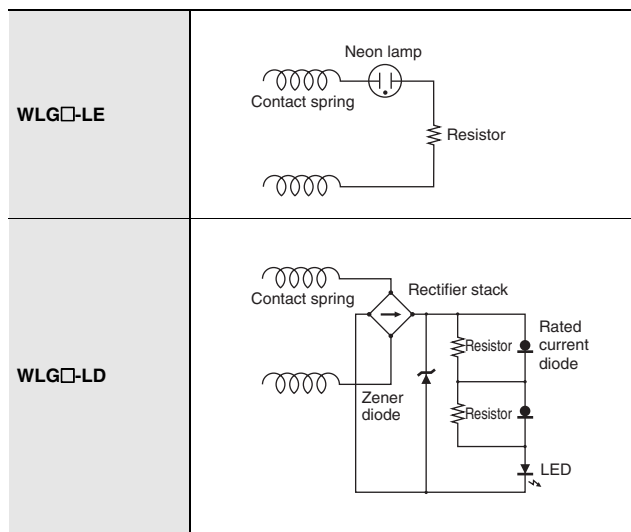 WLG□-LE
Neon lamp
Contact spring
Resistor
WLG□-LD
Contact spring
Rectifier stack
Zener
diode
Resistor
Resistor
Rated
current
diode
LED